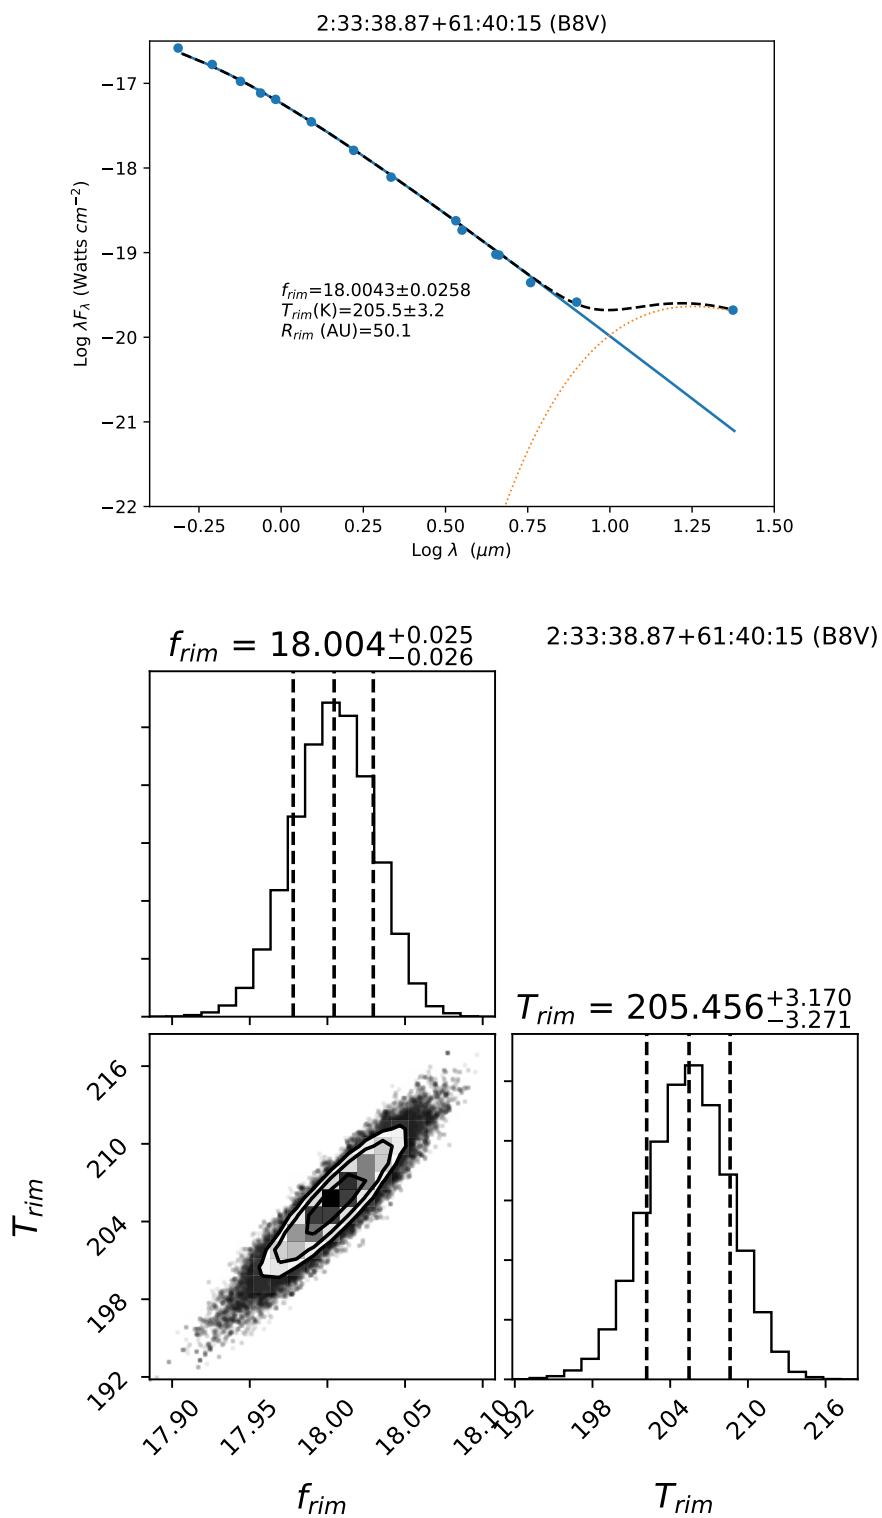 2:33:38.87+61:40:15 (B8V)
Log λF_λ (Watts cm⁻²)
−17
−18
−19
−20
−21
−22
f_rim=18.0043±0.0258
T_rim(K)=205.5±3.2
R_rim (AU)=50.1
−0.25 0.00 0.25 0.50 0.75 1.00 1.25 1.50
Log λ (μm)
f_rim = 18.004 +0.025 −0.026
2:33:38.87+61:40:15 (B8V)
T_rim = 205.456 +3.170 −3.271
T_rim
216
210
204
198
192
17.90 17.95 18.00 18.05 18.10
192 198 204 210 216
f_rim
T_rim